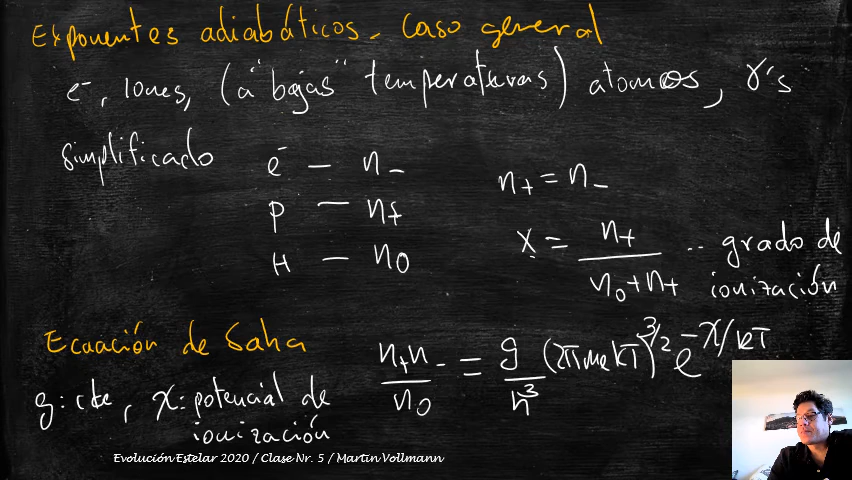 Exponentes adiabáticos. Caso general
e⁻, iones, (a "bajas" temperaturas) atomos, γ's
simplificado
e⁻ — n₋
p — n₊
H — n₀
n₊ = n₋
x = n₊ / (n₀ + n₊) .. grado de ionización
Ecuación de Saha
n₊n₋ / n₀ = g / h³ (2πmekT)^3/2 e^-χ/kT
g: cte, χ: potencial de
ionización
Evolución Estelar 2020 / Clase Nr. 5 / Martin Vollmann